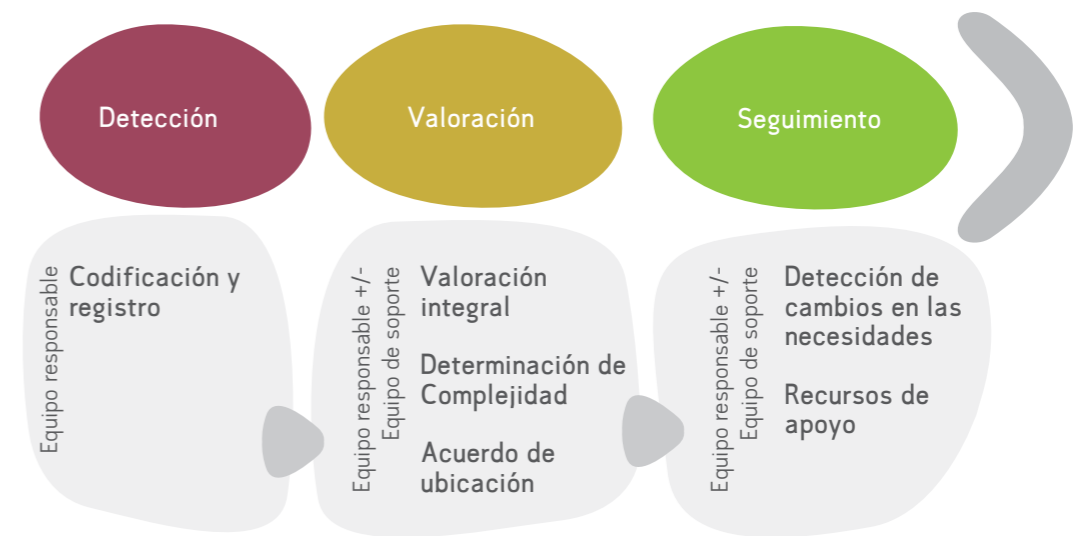 Detección
Valoración
Seguimiento
Equipo responsable
Codificación y
registro
Equipo responsable +/-
Equipo de soporte
Valoración
integral
Determinación de
Complejidad
Acuerdo de
ubicación
Equipo responsable +/-
Equipo de soporte
Detección de
cambios en las
necesidades
Recursos de
apoyo